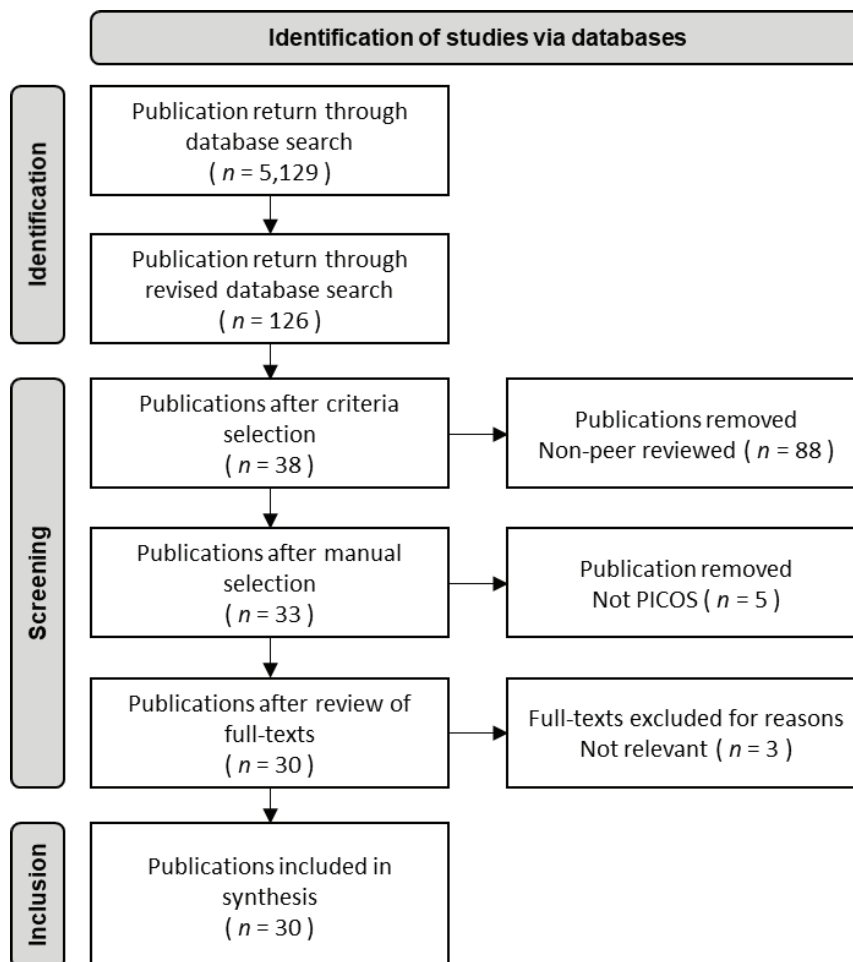 Identification of studies via databases
Identification
Publication return through
database search
( n = 5,129 )
Publication return through
revised database search
( n = 126 )
Screening
Publications after criteria
selection
( n = 38 )
Publications removed
Non-peer reviewed ( n = 88 )
Publications after manual
selection
( n = 33 )
Publication removed
Not PICOS ( n = 5 )
Publications after review of
full-texts
( n = 30 )
Full-texts excluded for reasons
Not relevant ( n = 3 )
Inclusion
Publications included in
synthesis
( n = 30 )